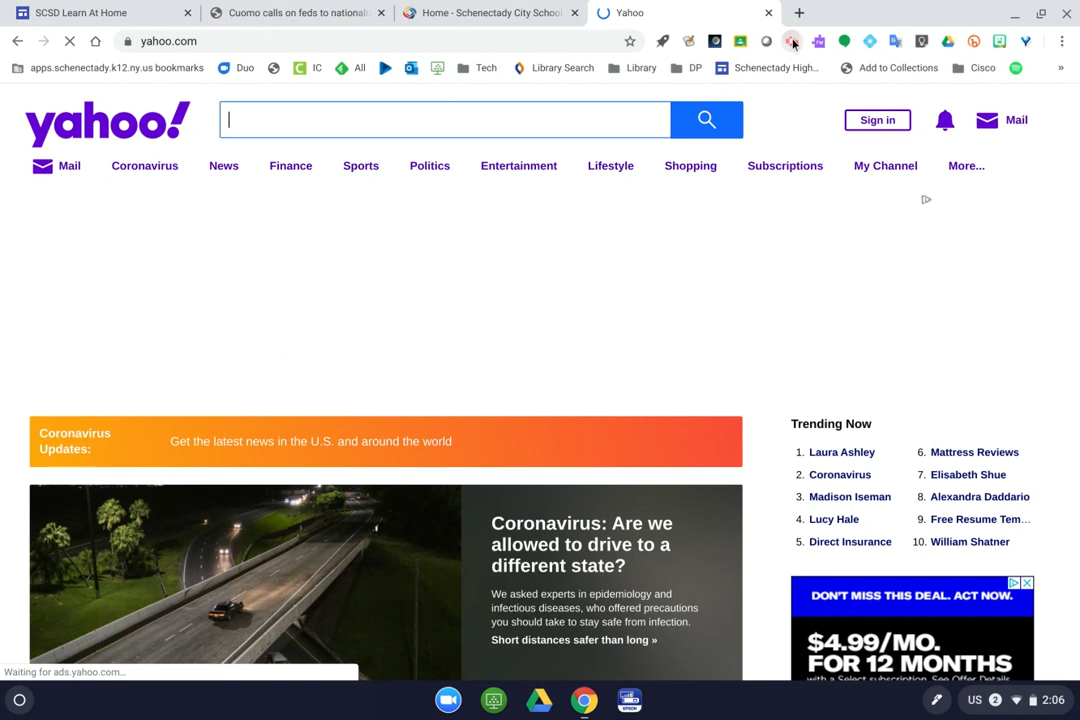 SCSD Learn At Home
Cuomo calls on feds to nationaliz
Home - Schenectady City School
Yahoo
yahoo.com
apps.schenectady.k12.ny.us bookmarks
Duo
IC
All
Tech
Library Search
Library
DP
Schenectady High...
Add to Collections
Cisco
»
yahoo!
Sign in
Mail
Mail
Coronavirus
News
Finance
Sports
Politics
Entertainment
Lifestyle
Shopping
Subscriptions
My Channel
More...
Coronavirus
Updates:
Get the latest news in the U.S. and around the world
Coronavirus: Are we
allowed to drive to a
different state?
We asked experts in epidemiology and
infectious diseases, who offered precautions
you should take to stay safe from infection.
Short distances safer than long »
Trending Now
1. Laura Ashley
2. Coronavirus
3. Madison Iseman
4. Lucy Hale
5. Direct Insurance
6. Mattress Reviews
7. Elisabeth Shue
8. Alexandra Daddario
9. Free Resume Tem...
10. William Shatner
DON'T MISS THIS DEAL. ACT NOW.
$4.99/MO.
FOR 12 MONTHS
with a Select subscription. See Offer Details
Waiting for ads.yahoo.com...
EPSON
US 2 2:06